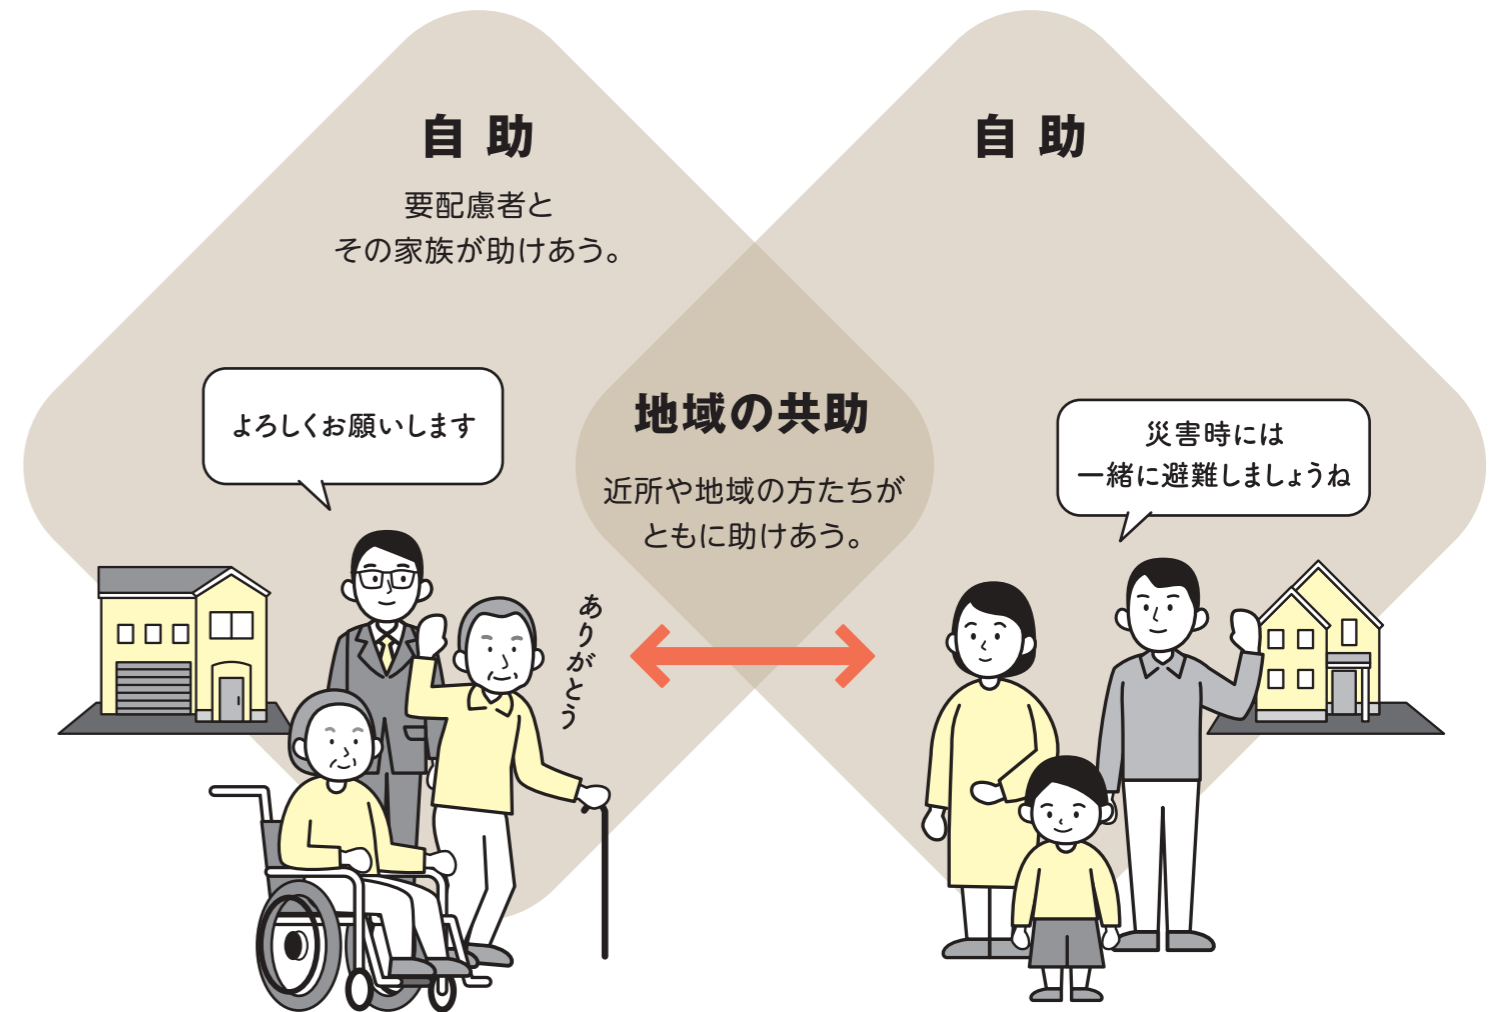 自助
要配慮者と
その家族が助けあう。
自助
地域の共助
近所や地域の方たちが
ともに助けあう。
よろしくお願いします
ありがとう
災害時には
一緒に避難しましょうね